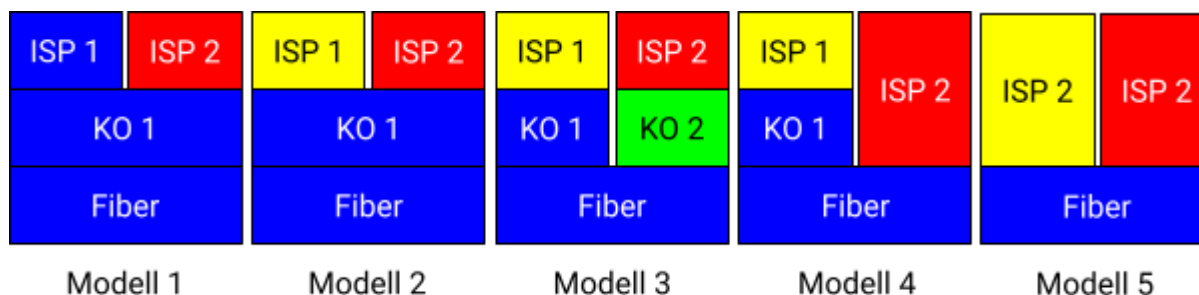 ISP 1 ISP 2 ISP 1 ISP 2 ISP 1 ISP 2 ISP 1 ISP 2 ISP 2 ISP 2
KO 1 KO 1 KO 1 KO 2 KO 1
Fiber Fiber Fiber Fiber Fiber
Modell 1 Modell 2 Modell 3 Modell 4 Modell 5